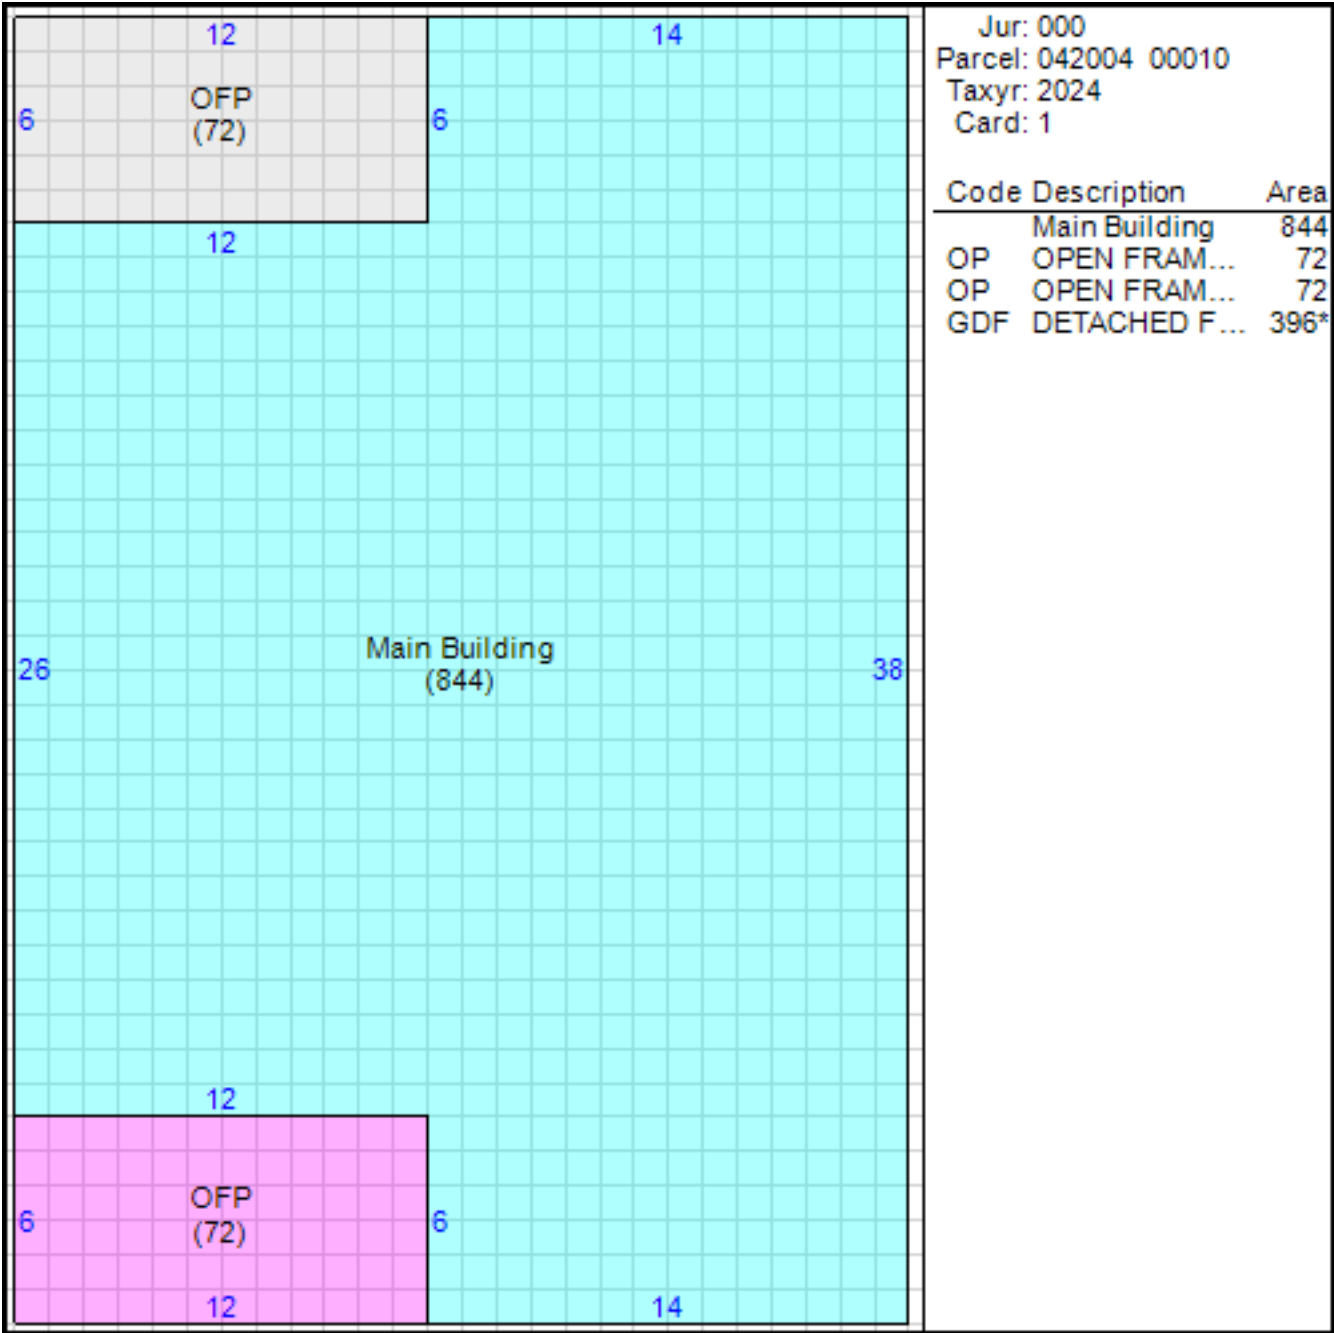 12
14
OFP
(72)
6
6
12
Main Building
(844)
26
38
12
OFP
(72)
6
6
12
14
Jur: 000
Parcel: 042004 00010
Taxyr: 2024
Card: 1
Code Description Area
Main Building 844
OP OPEN FRAM... 72
OP OPEN FRAM... 72
GDF DETACHED F... 396*